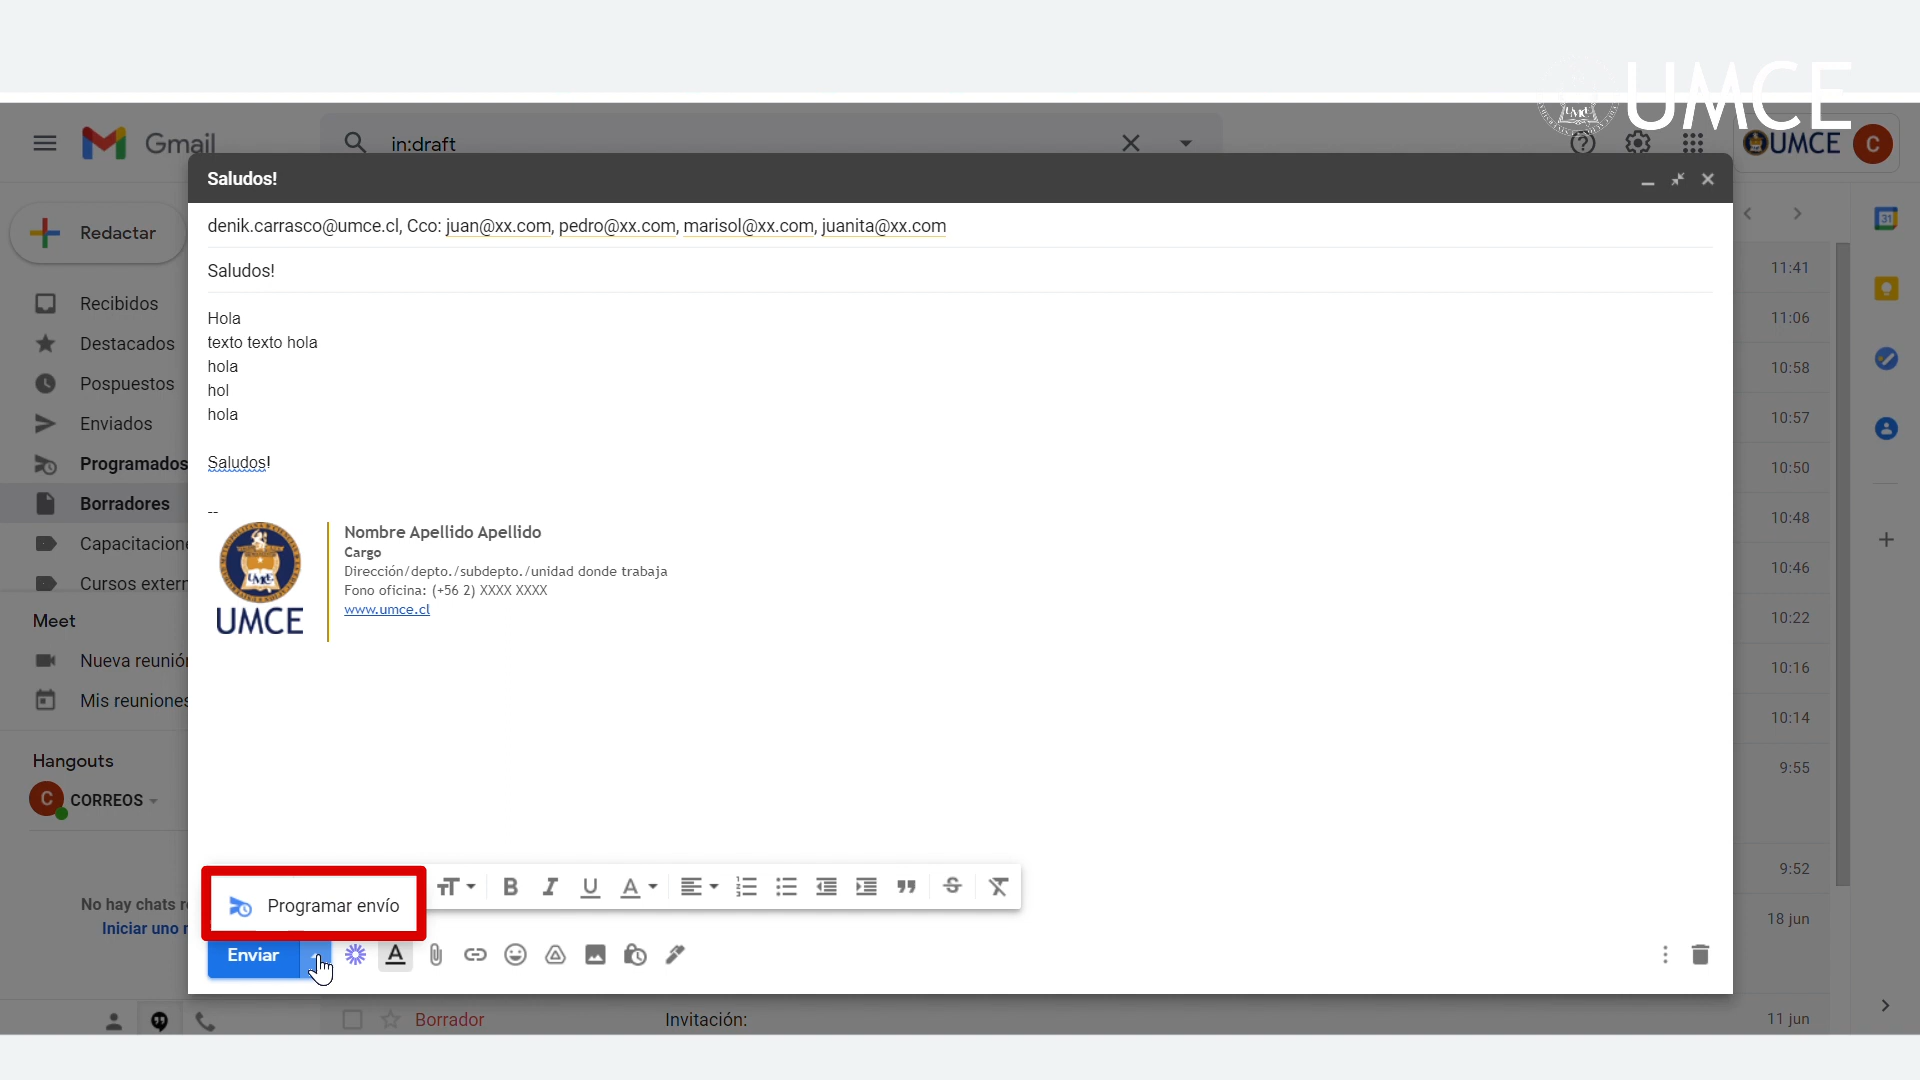 UMCE
Gmail
in:draft
UMCE
C
Saludos!
Redactar
denik.carrasco@umce.cl, Cco: juan@xx.com, pedro@xx.com, marisol@xx.com, juanita@xx.com
31
11:41
Saludos!
Recibidos
Hola
11:06
Destacados
texto texto hola
hola
10:58
Pospuestos
hol
hola
10:57
Enviados
Programados
Saludos!
10:50
Borradores
--
10:48
Nombre Apellido Apellido
Capacitacione
Cargo
Dirección/depto./subdepto./unidad donde trabaja
10:46
Cursos extern
Fono oficina: (+56 2) XXXX XXXX
UMCE
www.umce.cl
10:22
Meet
Nueva reunión
10:16
Mis reuniones
10:14
Hangouts
9:55
C
CORREOS
9:52
No hay chats r
Programar envío
Iniciar uno
18 jun
Enviar
Borrador
Invitación:
11 jun